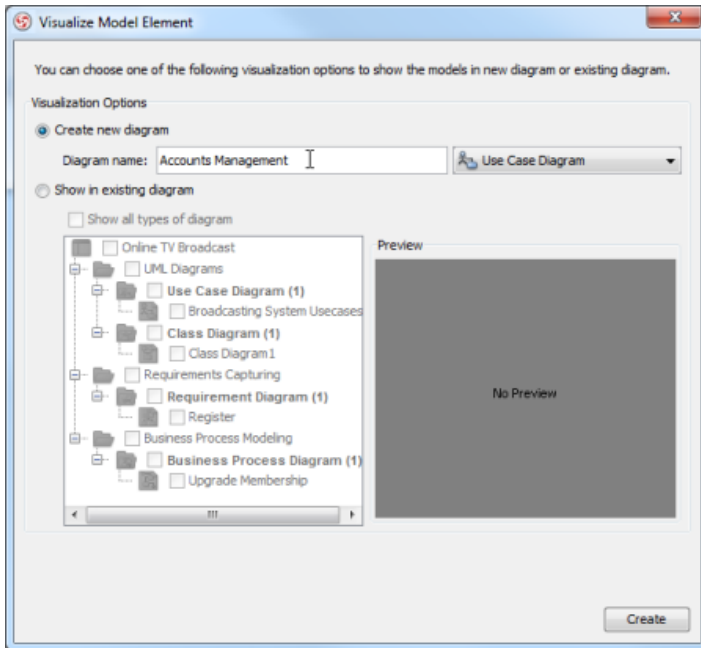 Visualize Model Element
You can choose one of the following visualization options to show the models in new diagram or existing diagram.
Visualization Options
Create new diagram
Diagram name: Accounts Management Use Case Diagram
Show in existing diagram
Show all types of diagram
Online TV Broadcast
UML Diagrams
Use Case Diagram (1)
Broadcasting System Usecases
Class Diagram (1)
Class Diagram1
Requirements Capturing
Requirement Diagram (1)
Register
Business Process Modeling
Business Process Diagram (1)
Upgrade Membership
Preview
No Preview
Create